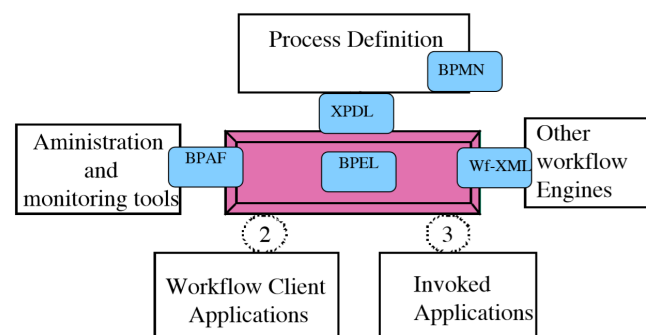 Process Definition
BPMN
XPDL
Aministration
and
monitoring tools
BPAF
BPEL
Wf-XML
Other
workflow
Engines
2
3
Workflow Client
Applications
Invoked
Applications